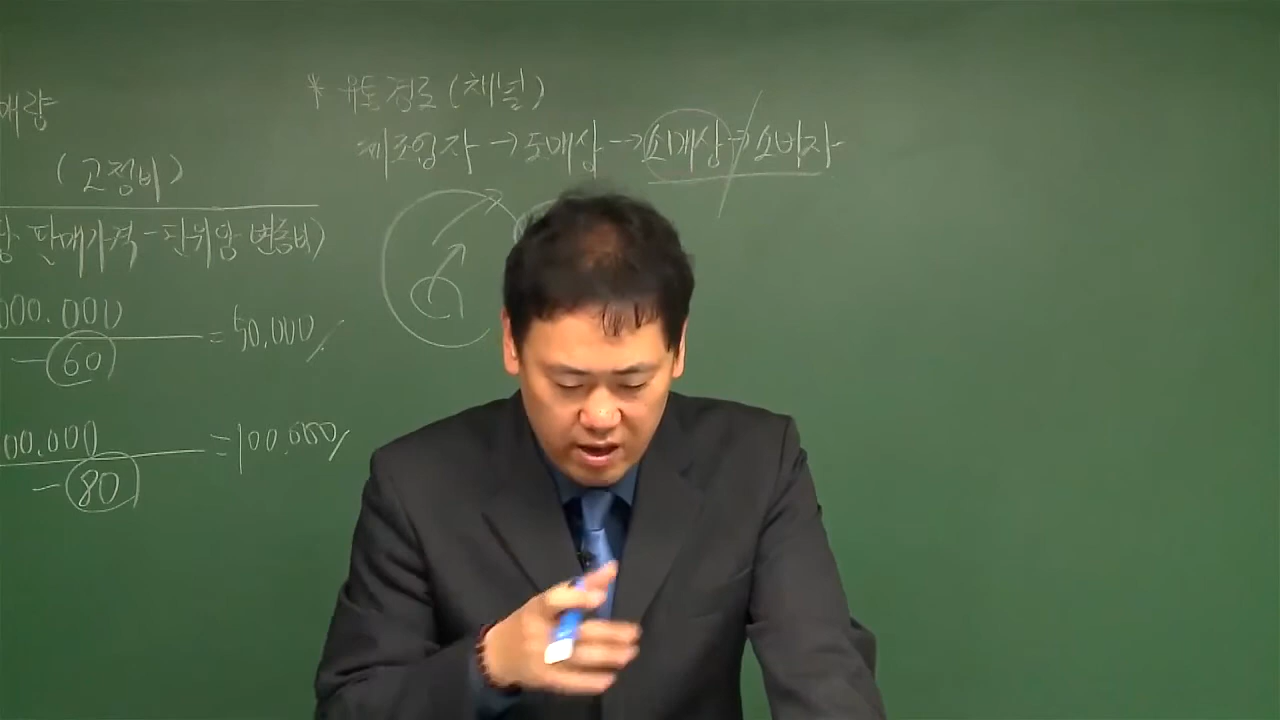 매량
(고정비)
당 판매가격-단위당 변동비)
000.000
-60
=50,000
00.000
-80
=100.000
* 유통경로(채널)
제조업자→도매상→소매상→소비자